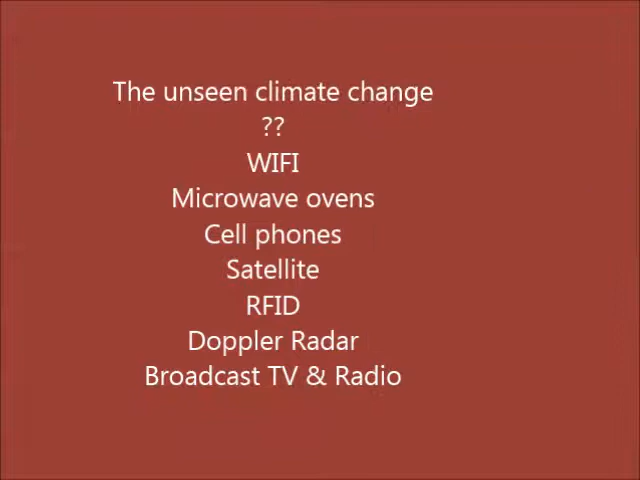 The unseen climate change
??
WIFI
Microwave ovens
Cell phones
Satellite
RFID
Doppler Radar
Broadcast TV & Radio